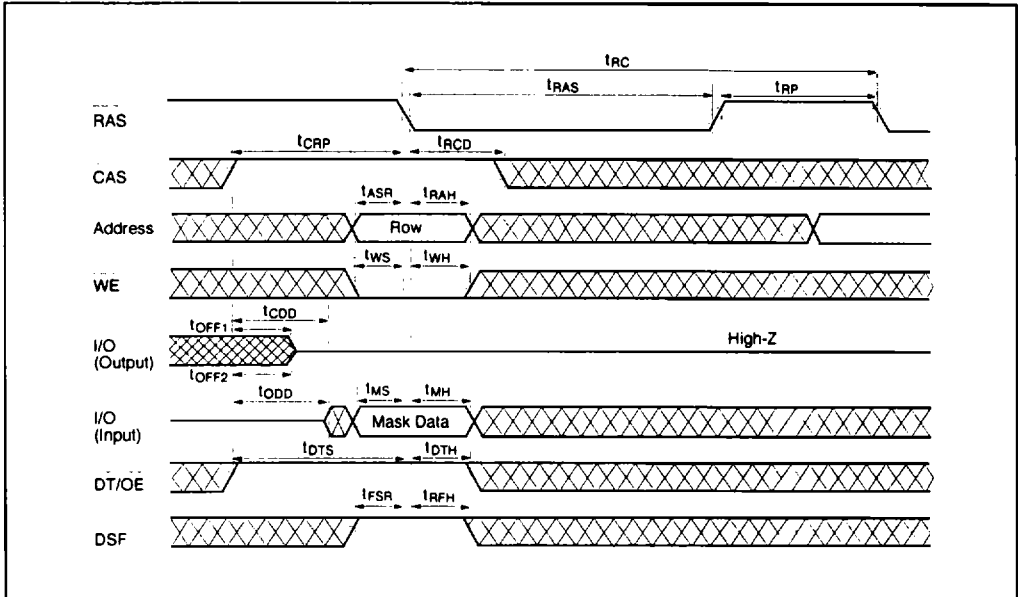 tRC
tRAS
tRP
RAS
tCRP
tRCD
CAS
tASR
tRAH
Address
Row
tWS
tWH
WE
tCDD
tOFF1
I/O
(Output)
High-Z
tOFF2
tODD
tMS
tMH
I/O
(Input)
Mask Data
tDTS
tDTH
DT/OE
tFSR
tRFH
DSF